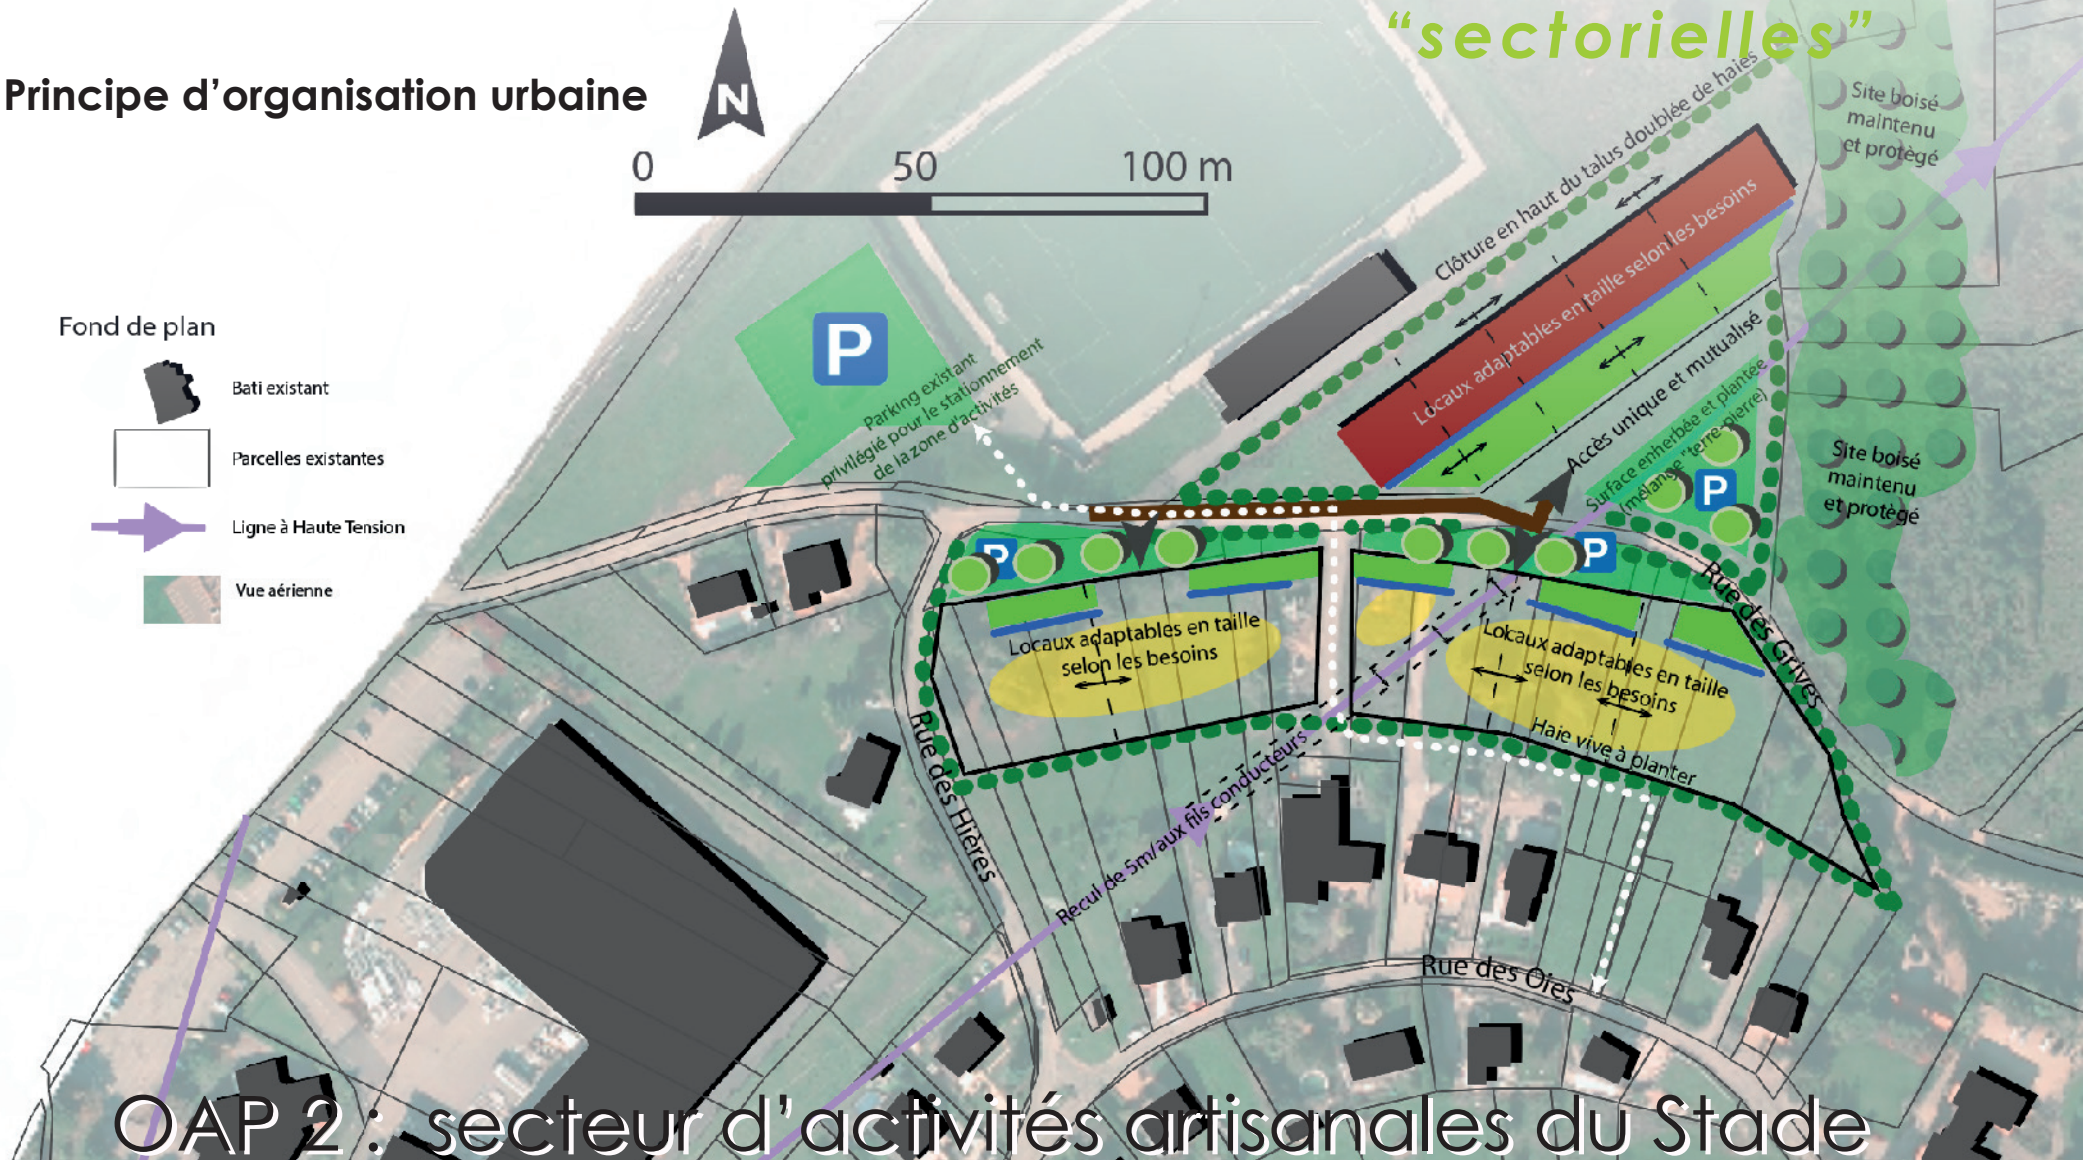 “sectorielles”
Principe d’organisation urbaine
N
0 50 100 m
Site boisé
maintenu
et protégé
Clôture en haut du talus doublée de haies
Locaux adaptables en taille selon les besoins
Fond de plan
Bati existant
Parcelles existantes
Ligne à Haute Tension
Vue aérienne
P
Parking existant
privilégié pour le stationnement
de la zone d'activités
Accès unique et mutualisé
Surface enherbée et plantée
(mélange "terre-pierre)
P
Site boisé
maintenu
et protégé
P
P
Rue des Grives
Locaux adaptables en taille
selon les besoins
Locaux adaptables en taille
selon les besoins
Haie vive à planter
Rue des Hières
Recul de 5m/aux fils conducteurs
Rue des Oies
OAP 2 : secteur d’activités artisanales du Stade